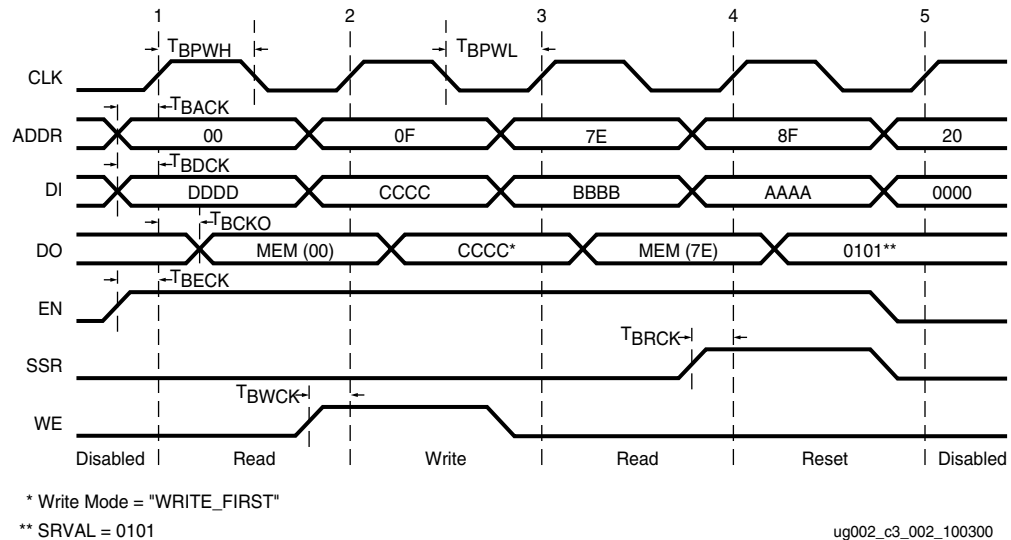 1 2 3 4 5
TBPWH TBPWL
CLK
TBACK
ADDR 00 0F 7E 8F 20
TBDCK
DI DDDD CCCC BBBB AAAA 0000
TBCKO
DO MEM (00) CCCC* MEM (7E) 0101**
TBECK
EN
TBRCK
SSR
TBWCK
WE
Disabled Read Write Read Reset Disabled
* Write Mode = "WRITE_FIRST"
** SRVAL = 0101 ug002_c3_002_100300